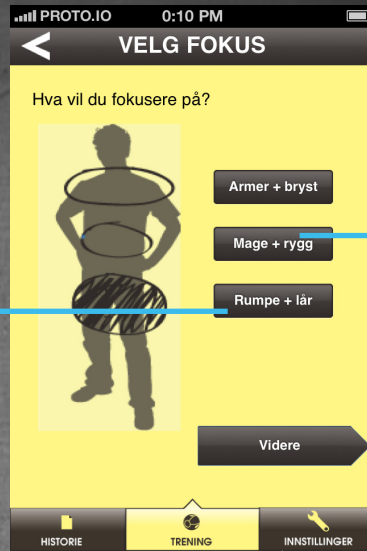 PROTO.IO 0:10 PM
VELG FOKUS
Hva vil du fokusere på?
Armer + bryst
Mage + rygg
Rumpe + lår
Videre
HISTORIE TRENING INNSTILLINGER